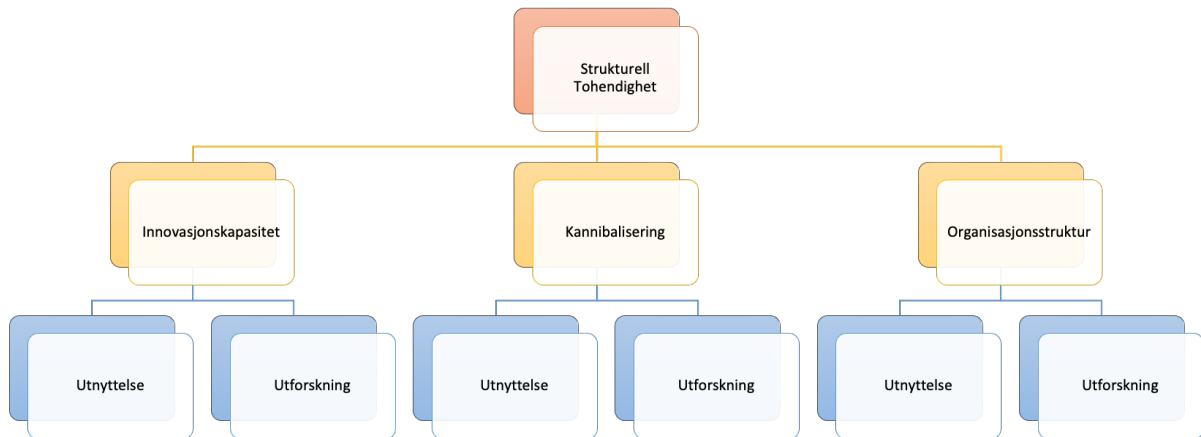 Strukturell
Tohendighet
Innovasjonskapasitet
Kannibalisering
Organisasjonsstruktur
Utnyttelse
Utforskning
Utnyttelse
Utforskning
Utnyttelse
Utforskning